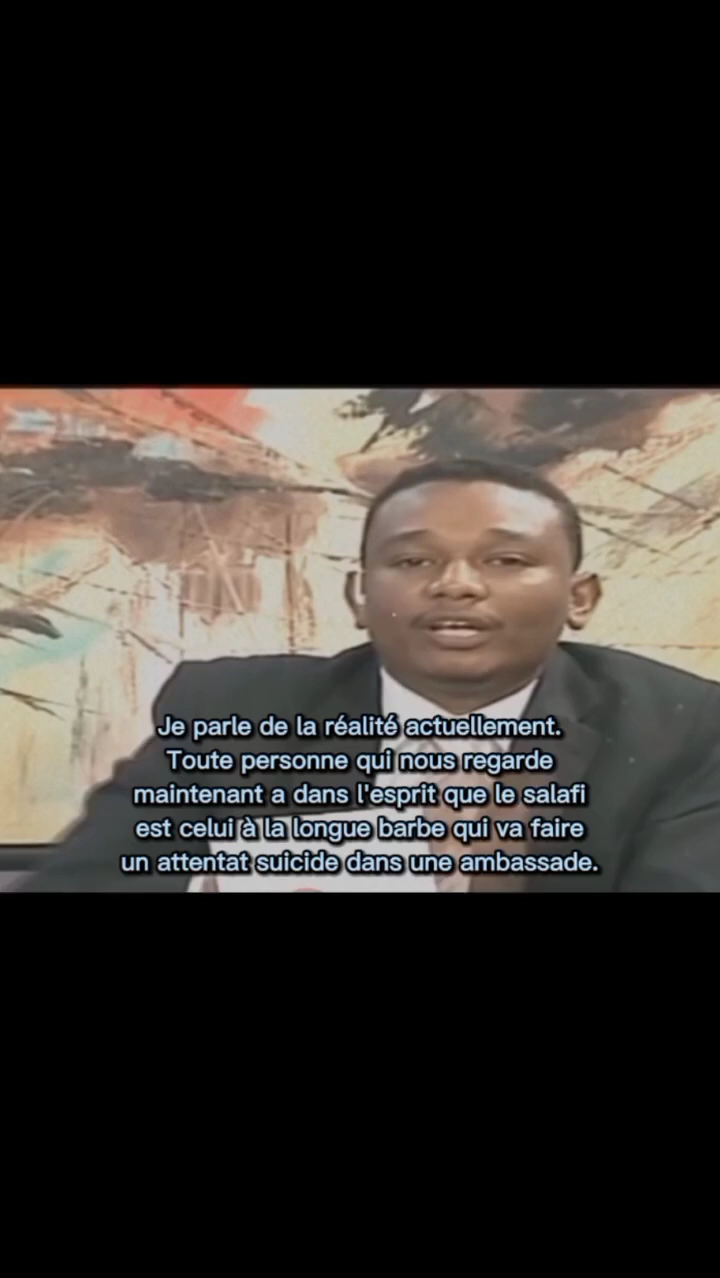 Je parle de la réalité actuellement.
Toute personne qui nous regarde
maintenant a dans l'esprit que le salafi
est celui à la longue barbe qui va faire
un attentat suicide dans une ambassade.